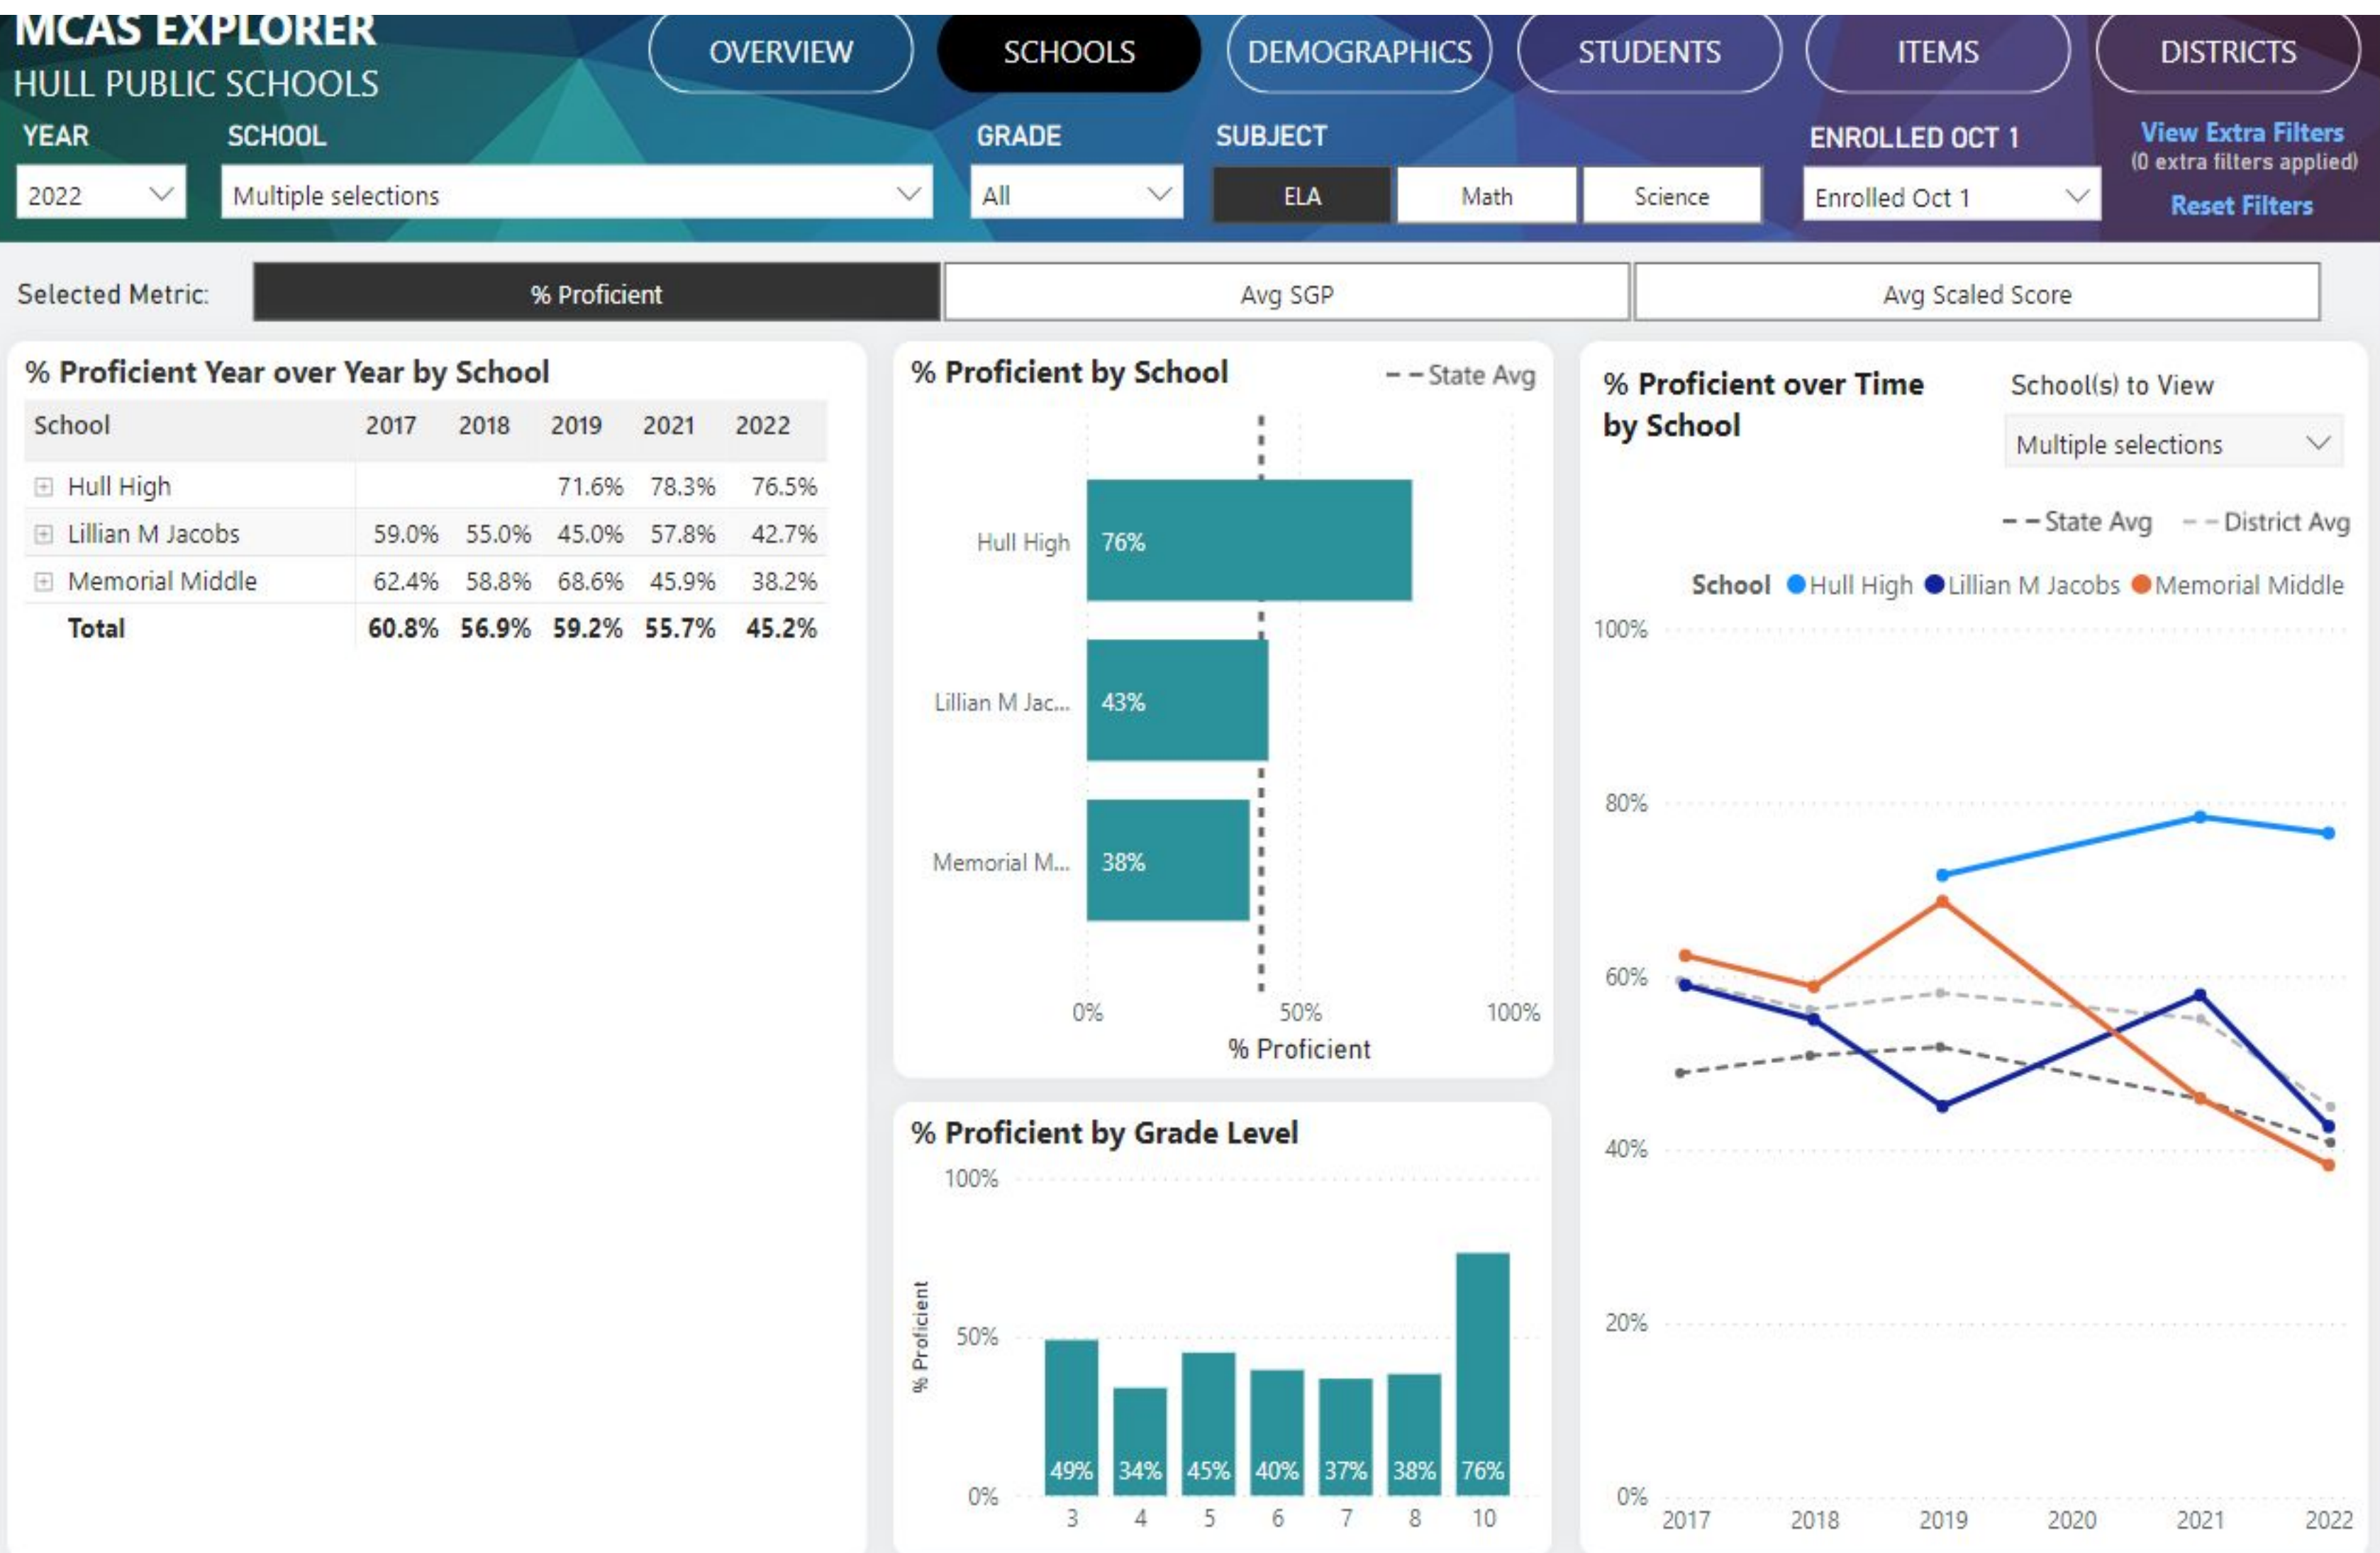 MCAS EXPLORER
HULL PUBLIC SCHOOLS
OVERVIEW SCHOOLS DEMOGRAPHICS STUDENTS ITEMS DISTRICTS
YEAR SCHOOL GRADE SUBJECT ENROLLED OCT 1
View Extra Filters
(0 extra filters applied)
Reset Filters
2022 Multiple selections All ELA Math Science Enrolled Oct 1
Selected Metric: % Proficient Avg SGP Avg Scaled Score
% Proficient Year over Year by School
School 2017 2018 2019 2021 2022
Hull High 71.6% 78.3% 76.5%
Lillian M Jacobs 59.0% 55.0% 45.0% 57.8% 42.7%
Memorial Middle 62.4% 58.8% 68.6% 45.9% 38.2%
Total 60.8% 56.9% 59.2% 55.7% 45.2%
% Proficient by School
State Avg
Hull High 76%
Lillian M Jac... 43%
Memorial M... 38%
0% 50% 100%
% Proficient
% Proficient by Grade Level
% Proficient
100%
50%
0%
49% 34% 45% 40% 37% 38% 76%
3 4 5 6 7 8 10
% Proficient over Time
by School
School(s) to View
Multiple selections
State Avg District Avg
School Hull High Lillian M Jacobs Memorial Middle
100%
80%
60%
40%
20%
0%
2017 2018 2019 2020 2021 2022